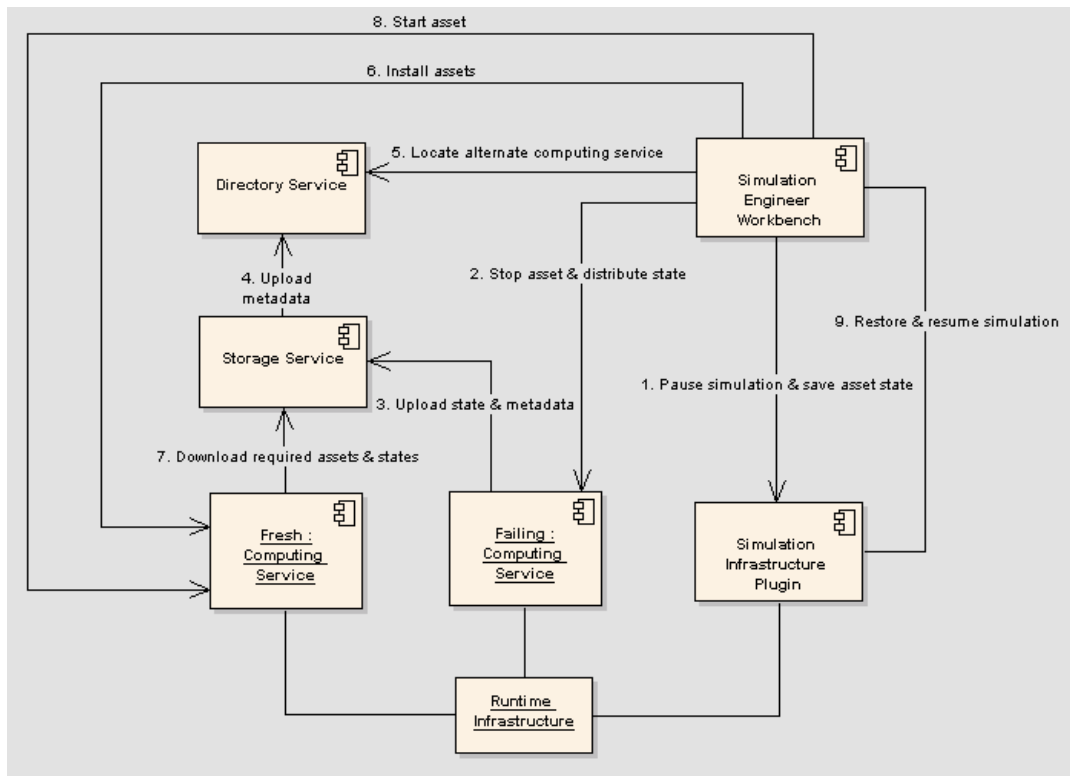 8. Start asset
6. Install assets
5. Locate alternate computing service
Directory Service
Simulation
Engineer
Workbench
2. Stop asset & distribute state
4. Upload
metadata
9. Restore & resume simulation
Storage Service
1. Pause simulation & save asset state
3. Upload state & metadata
7. Download required assets & states
Fresh :
Computing
Service
Failing :
Computing
Service
Simulation
Infrastructure
Plugin
Runtime
Infrastructure